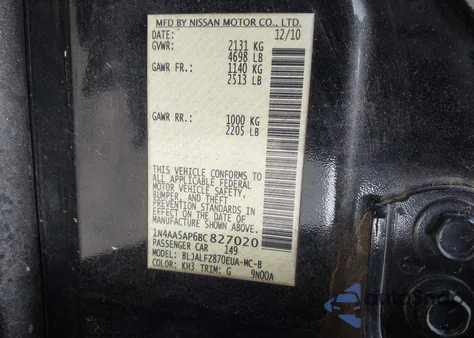 MFD BY NISSAN MOTOR CO., LTD.
DATE: 12/10
GVWR: 2131 KG
4698 LB
GAWR FR.: 1140 KG
2513 LB
GAWR RR.: 1000 KG
2205 LB
THIS VEHICLE CONFORMS TO
ALL APPLICABLE FEDERAL
MOTOR VEHICLE SAFETY,
BUMPER, AND THEFT
PREVENTION STANDARDS IN
EFFECT ON THE DATE OF
MANUFACTURE SHOWN ABOVE.
1N4AA5AP6BC827020
PASSENGER CAR 149
MODEL: BLJALFZ870EUA-MC-B
COLOR: KH3 TRIM: G 9N00A